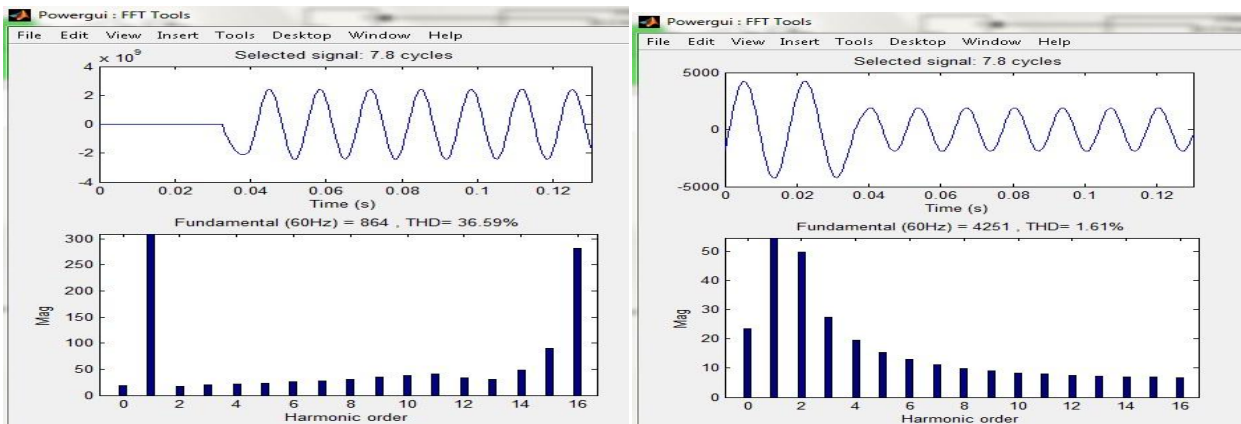 Powergui : FFT Tools
File Edit View Insert Tools Desktop Window Help
× 10⁹
Selected signal: 7.8 cycles
4
2
0
-2
-4
0 0.02 0.04 0.06 0.08 0.1 0.12
Time (s)
Fundamental (60Hz) = 864 , THD= 36.59%
300
250
200
150
100
50
0
Mag
0 2 4 6 8 10 12 14 16
Harmonic order
Powergui : FFT Tools
File Edit View Insert Tools Desktop Window Help
Selected signal: 7.8 cycles
5000
0
-5000
0 0.02 0.04 0.06 0.08 0.1 0.12
Time (s)
Fundamental (60Hz) = 4251 , THD= 1.61%
50
40
30
20
10
0
Mag
0 2 4 6 8 10 12 14 16
Harmonic order